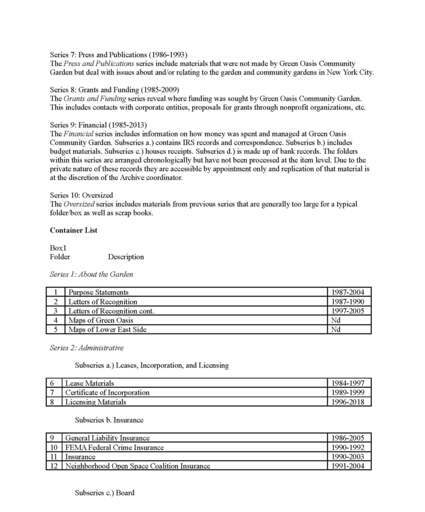 Series 7: Press and Publications (1986-1993)
The Press and Publications series include materials that were not made by Green Oasis Community
Garden but deal with issues about and/or relating to the garden and community gardens in New York City.
Series 8: Grants and Funding (1985-2009)
The Grants and Funding series reveal where funding was sought by Green Oasis Community Garden.
This includes contacts with corporate entities, proposals for grants through nonprofit organizations, etc.
Series 9: Financial (1985-2013)
The Financial series includes information on how money was spent and managed at Green Oasis
Community Garden. Subseries a.) contains IRS records and correspondence. Subseries b.) includes
budget materials. Subseries c.) houses receipts. Subseries d.) is made up of bank records. The folders
within this series are arranged chronologically but have not been processed at the item level. Due to the
private nature of these records they are accessible by appointment only and replication of that material is
at the discretion of the Archive coordinator.
Series 10: Oversized
The Oversized series includes materials from previous series that are generally too large for a typical
folder/box as well as scrap books.
Container List
Box1
Folder Description
Series 1: About the Garden
1 Purpose Statements 1987-2004
2 Letters of Recognition 1987-1990
3 Letters of Recognition cont. 1997-2005
4 Maps of Green Oasis Nd
5 Maps of Lower East Side Nd
Series 2: Administrative
Subseries a.) Leases, Incorporation, and Licensing
6 Lease Materials 1984-1997
7 Certificate of Incorporation 1989-1999
8 Licensing Materials 1996-2018
Subseries b. Insurance
9 General Liability Insurance 1986-2005
10 FEMA Federal Crime Insurance 1990-1992
11 Insurance 1990-2003
12 Neighborhood Open Space Coalition Insurance 1991-2004
Subseries c.) Board